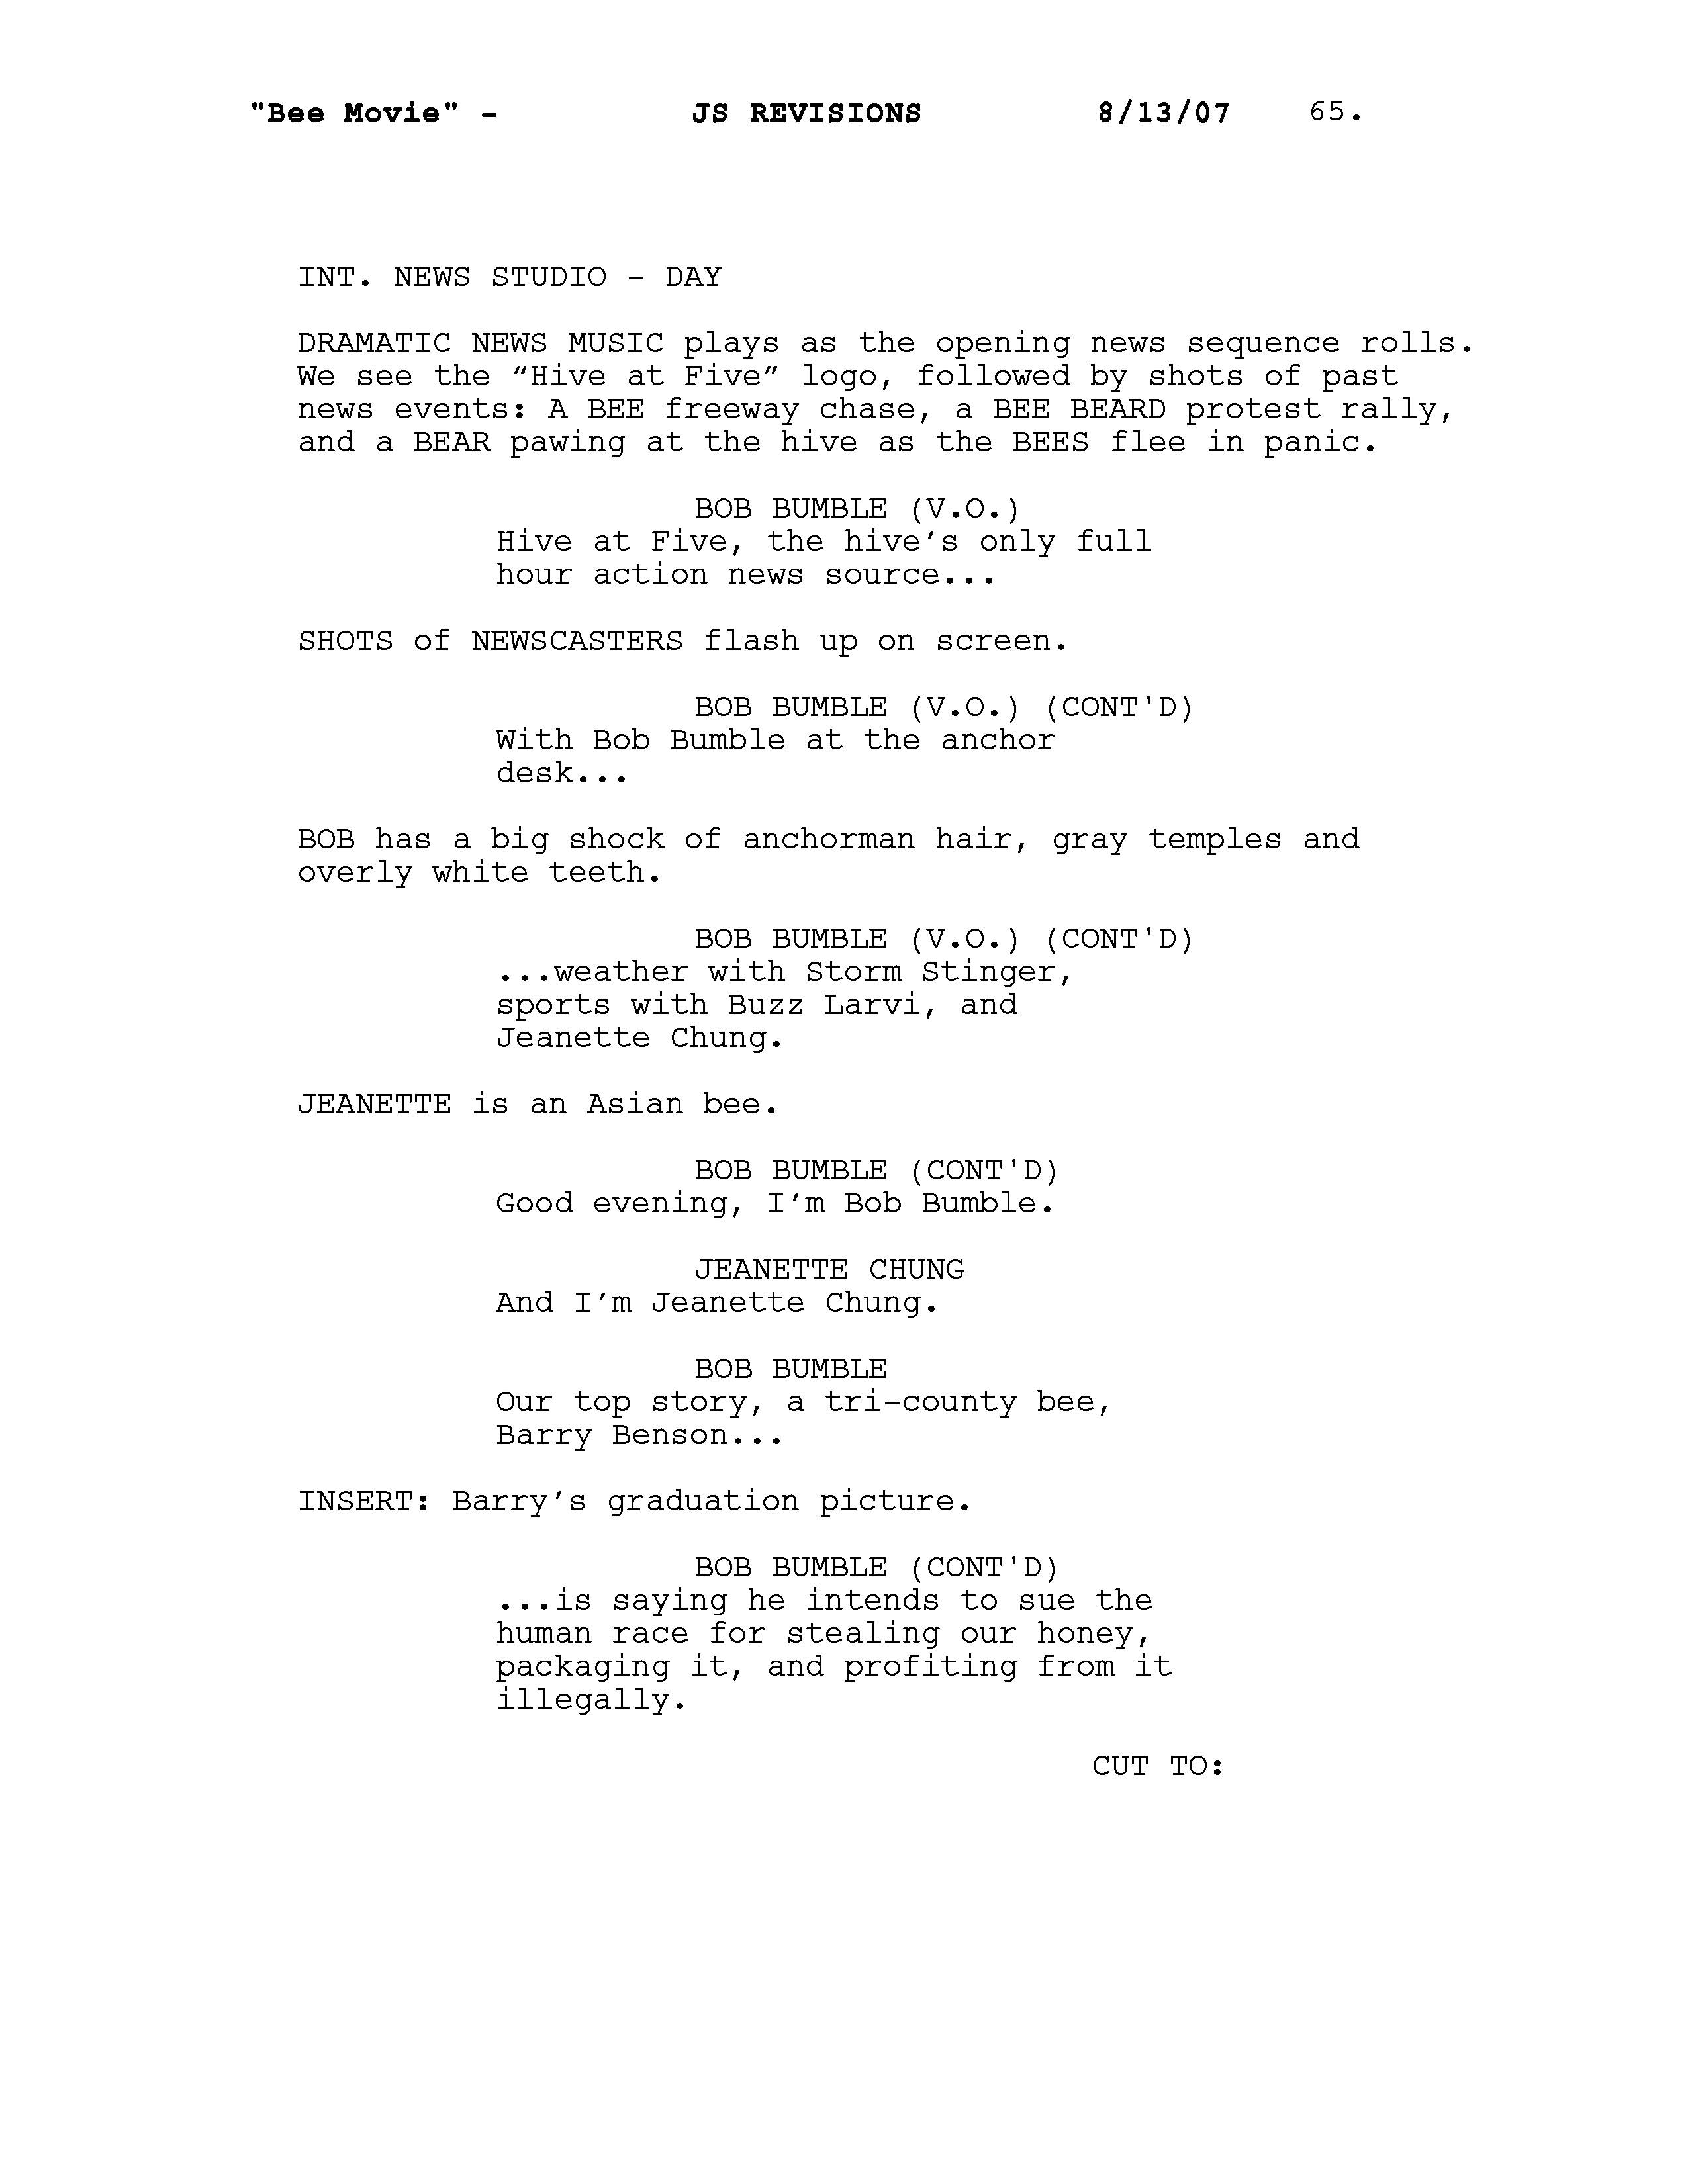 "Bee Movie" - JS REVISIONS 8/13/07 65.
INT. NEWS STUDIO - DAY
DRAMATIC NEWS MUSIC plays as the opening news sequence rolls.
We see the “Hive at Five” logo, followed by shots of past
news events: A BEE freeway chase, a BEE BEARD protest rally,
and a BEAR pawing at the hive as the BEES flee in panic.
BOB BUMBLE (V.O.)
Hive at Five, the hive’s only full
hour action news source...
SHOTS of NEWSCASTERS flash up on screen.
BOB BUMBLE (V.O.) (CONT'D)
With Bob Bumble at the anchor
desk...
BOB has a big shock of anchorman hair, gray temples and
overly white teeth.
BOB BUMBLE (V.O.) (CONT'D)
...weather with Storm Stinger,
sports with Buzz Larvi, and
Jeanette Chung.
JEANETTE is an Asian bee.
BOB BUMBLE (CONT'D)
Good evening, I’m Bob Bumble.
JEANETTE CHUNG
And I’m Jeanette Chung.
BOB BUMBLE
Our top story, a tri-county bee,
Barry Benson...
INSERT: Barry’s graduation picture.
BOB BUMBLE (CONT'D)
...is saying he intends to sue the
human race for stealing our honey,
packaging it, and profiting from it
illegally.
CUT TO: